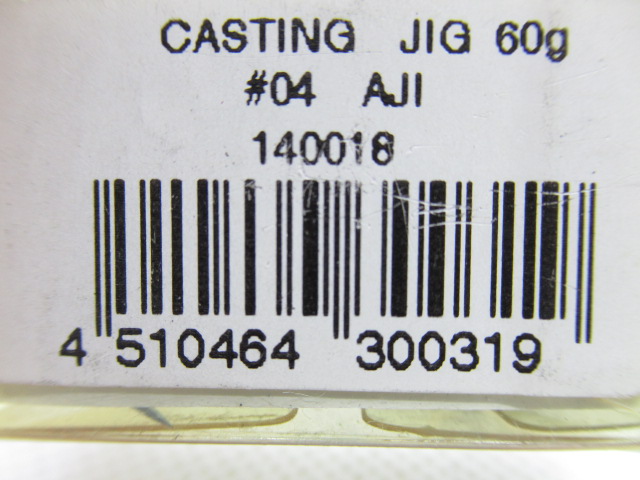 CASTING JIG 60g
#04 AJI
140018
4 510464 300319